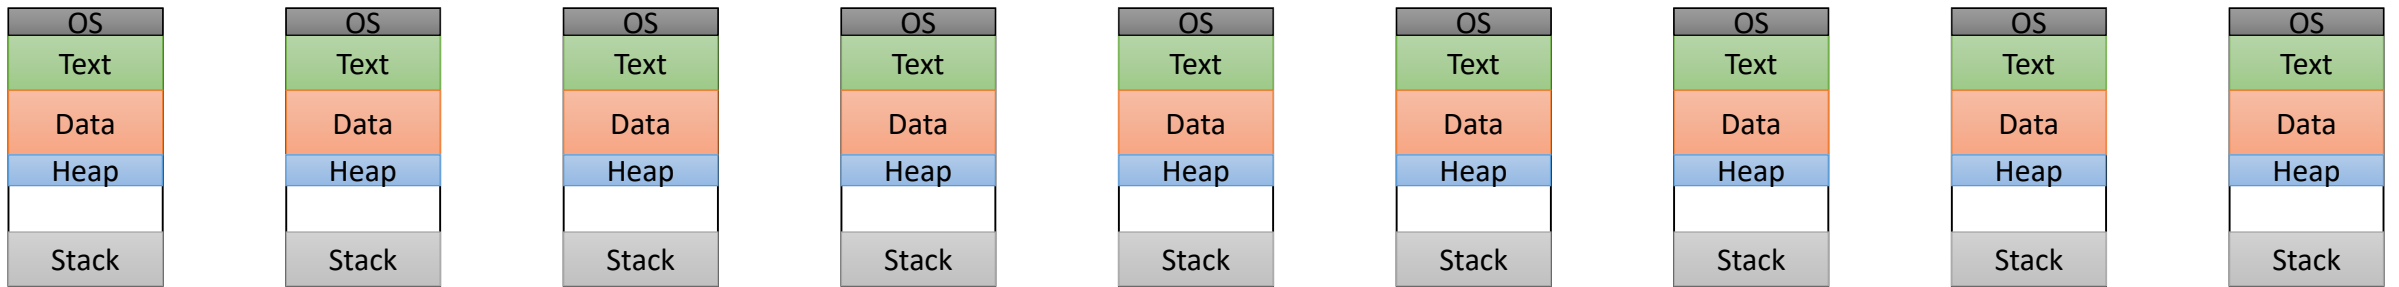 OS OS OS OS OS OS OS OS OS
Text Text Text Text Text Text Text Text Text
Data Data Data Data Data Data Data Data Data
Heap Heap Heap Heap Heap Heap Heap Heap Heap
Stack Stack Stack Stack Stack Stack Stack Stack Stack